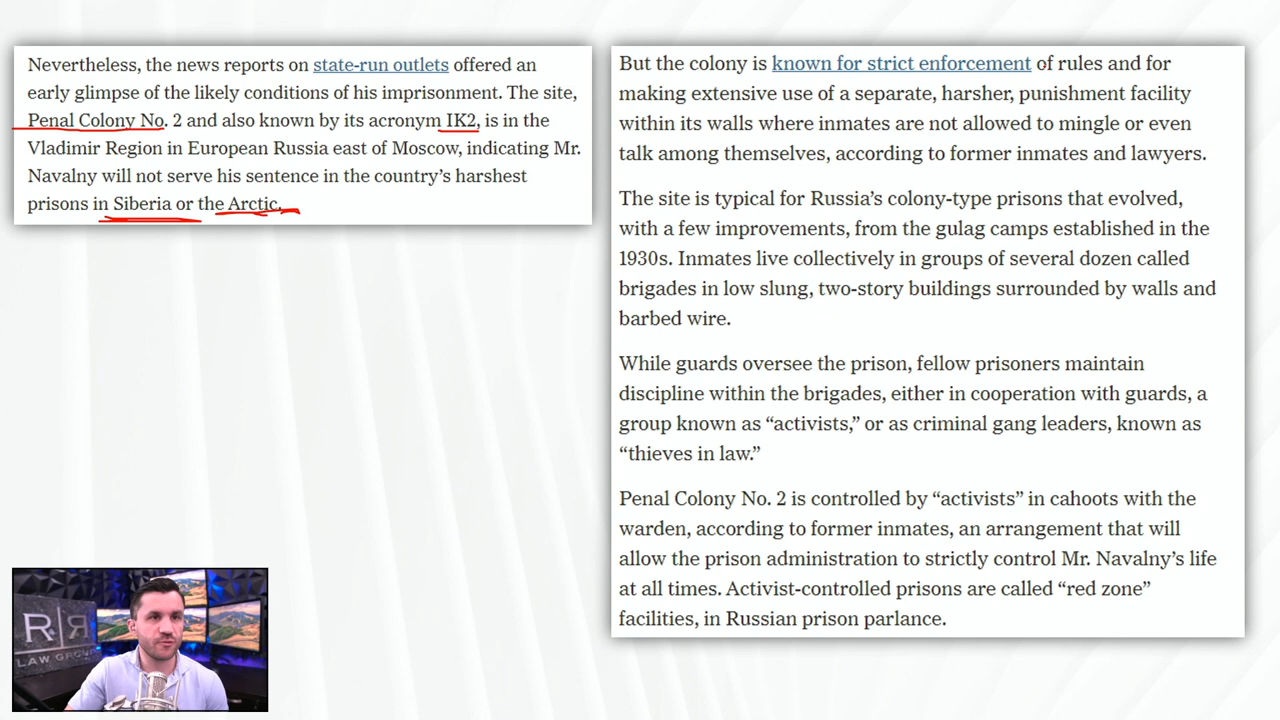 Nevertheless, the news reports on state-run outlets offered an
early glimpse of the likely conditions of his imprisonment. The site,
Penal Colony No. 2 and also known by its acronym IK2, is in the
Vladimir Region in European Russia east of Moscow, indicating Mr.
Navalny will not serve his sentence in the country’s harshest
prisons in Siberia or the Arctic.
But the colony is known for strict enforcement of rules and for
making extensive use of a separate, harsher, punishment facility
within its walls where inmates are not allowed to mingle or even
talk among themselves, according to former inmates and lawyers.
The site is typical for Russia’s colony-type prisons that evolved,
with a few improvements, from the gulag camps established in the
1930s. Inmates live collectively in groups of several dozen called
brigades in low slung, two-story buildings surrounded by walls and
barbed wire.
While guards oversee the prison, fellow prisoners maintain
discipline within the brigades, either in cooperation with guards, a
group known as “activists,” or as criminal gang leaders, known as
“thieves in law.”
Penal Colony No. 2 is controlled by “activists” in cahoots with the
warden, according to former inmates, an arrangement that will
allow the prison administration to strictly control Mr. Navalny’s life
at all times. Activist-controlled prisons are called “red zone”
facilities, in Russian prison parlance.
R|R
LAW GROUP